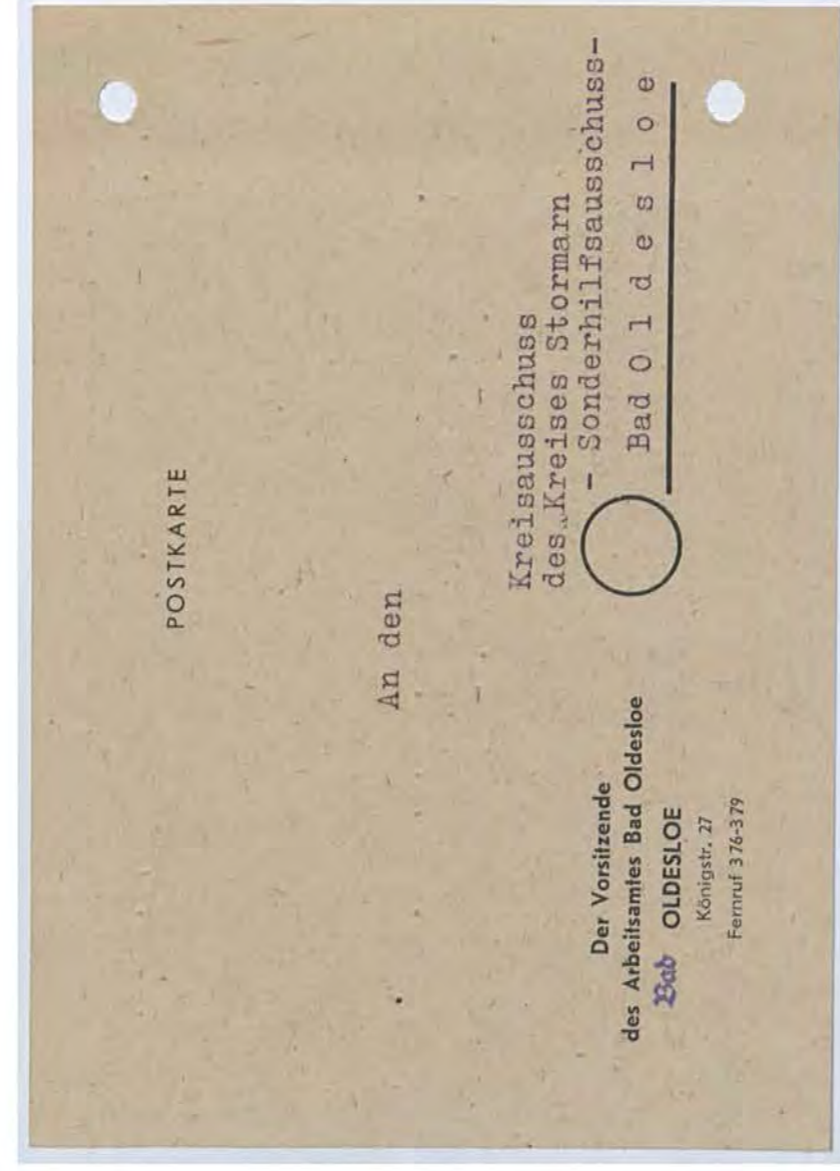 POSTKARTE
An den
Kreisausschuss
des Kreises Stormarn
- Sonderhilfsausschuss-
Bad O l d e s l o e
Der Vorsitzende
des Arbeitsamtes Bad Oldesloe
Bad OLDESLOE
Königstr. 27
Fernruf 376-379